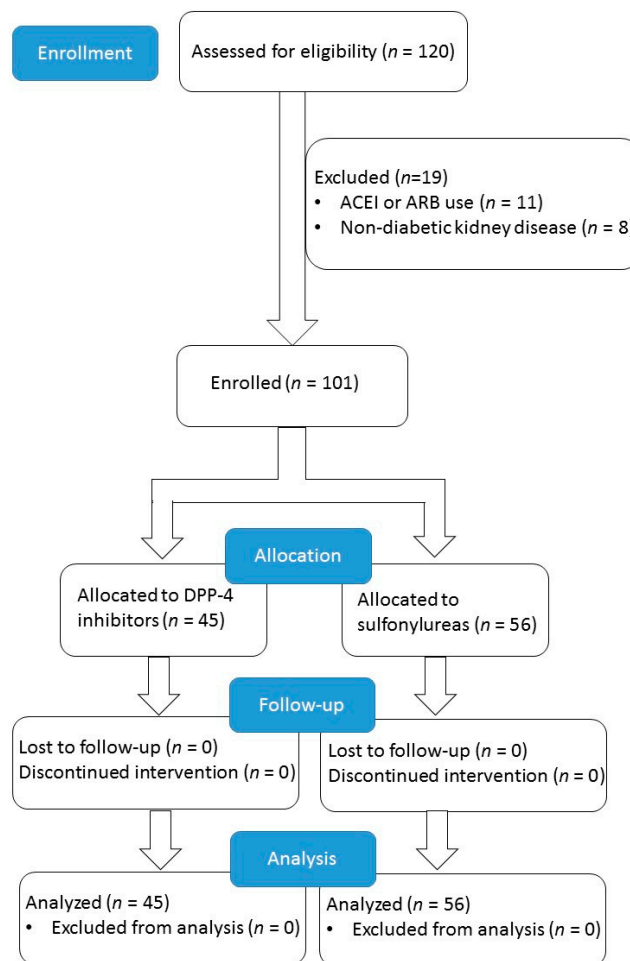 Enrollment
Assessed for eligibility (n = 120)
Excluded (n=19)
• ACEI or ARB use (n = 11)
• Non-diabetic kidney disease (n = 8)
Enrolled (n = 101)
Allocation
Allocated to DPP-4
inhibitors (n = 45)
Allocated to
sulfonylureas (n = 56)
Follow-up
Lost to follow-up (n = 0)
Discontinued intervention (n = 0)
Lost to follow-up (n = 0)
Discontinued intervention (n = 0)
Analysis
Analyzed (n = 45)
• Excluded from analysis (n = 0)
Analyzed (n = 56)
• Excluded from analysis (n = 0)